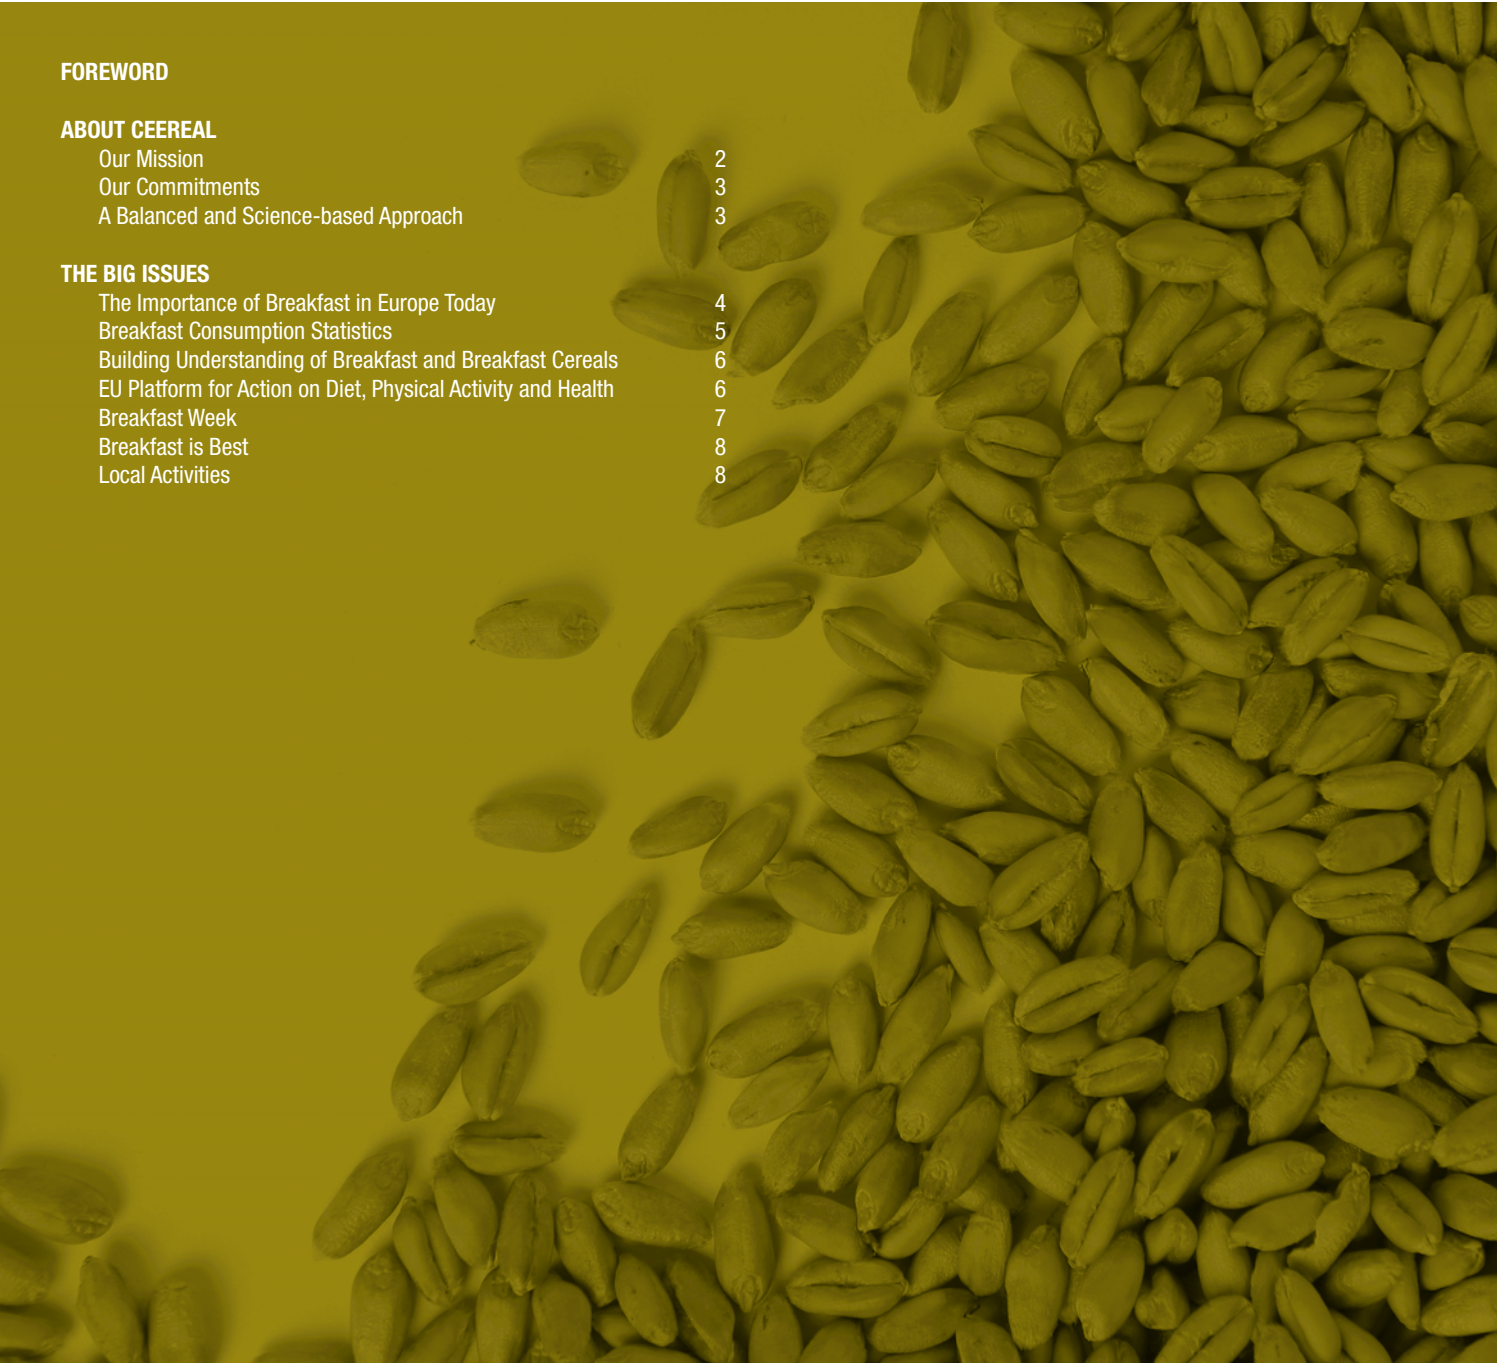 FOREWORD
ABOUT CEEREAL
Our Mission 2
Our Commitments 3
A Balanced and Science-based Approach 3
THE BIG ISSUES
The Importance of Breakfast in Europe Today 4
Breakfast Consumption Statistics 5
Building Understanding of Breakfast and Breakfast Cereals 6
EU Platform for Action on Diet, Physical Activity and Health 6
Breakfast Week 7
Breakfast is Best 8
Local Activities 8